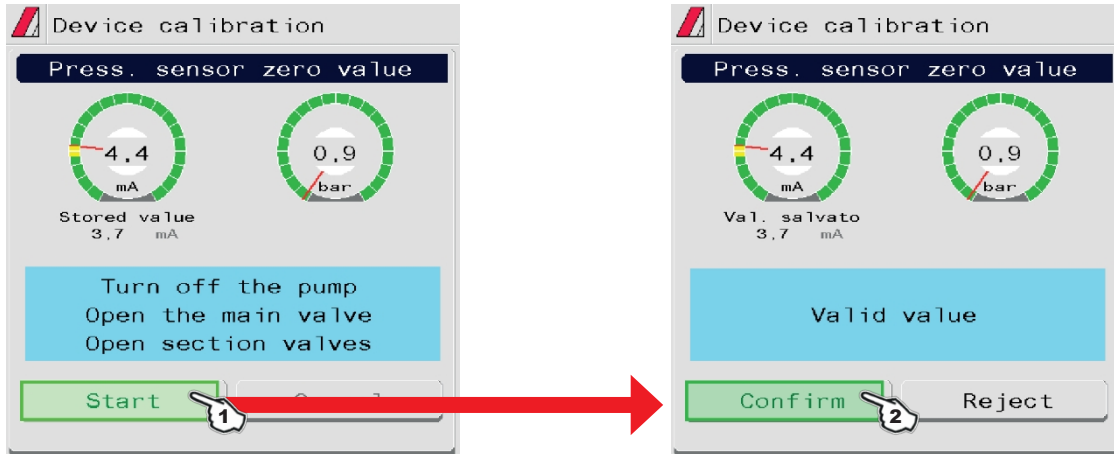 Device calibration
Press. sensor zero value
4,4
mA
0,9
bar
Stored value
3,7 mA
Turn off the pump
Open the main valve
Open section valves
Start
1
Device calibration
Press. sensor zero value
4,4
mA
0,9
bar
Val. salvato
3,7 mA
Valid value
Confirm
2
Reject